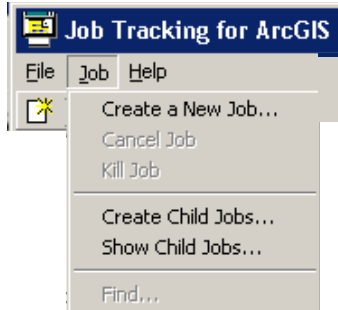 Job Tracking for ArcGIS
File Job Help
Create a New Job...
Cancel Job
Kill Job
Create Child Jobs...
Show Child Jobs...
Find...